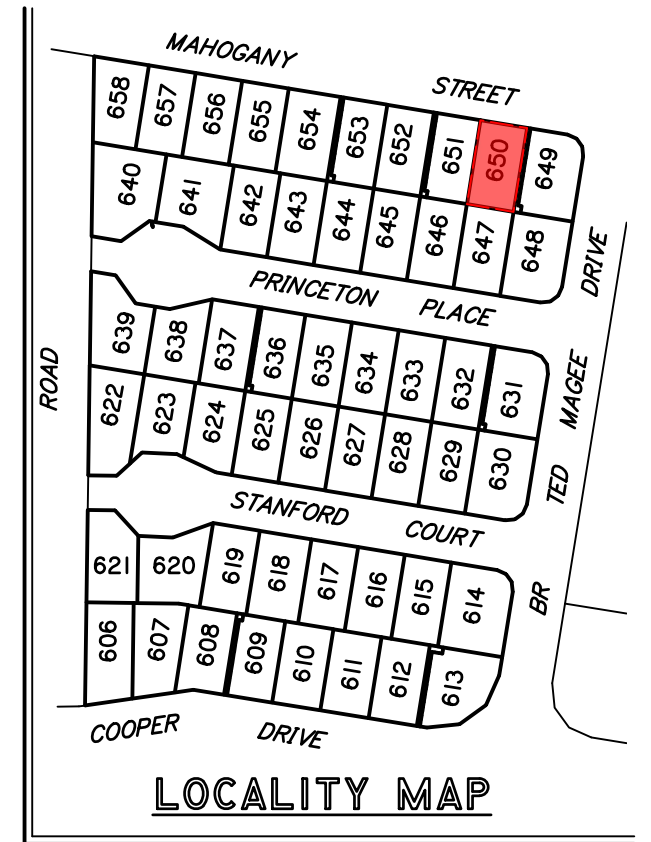 MAHOGANY STREET
658 657 656 655 654 653 652 651 650 649
640 641 642 643 644 645 646 647 648
PRINCETON PLACE
639 638 637 636 635 634 633 632 631
622 623 624 625 626 627 628 629 630
STANFORD COURT
621 620 619 618 617 616 615 614
606 607 608 609 610 611 612 613
COOPER DRIVE
ROAD
BR TED MAGEE DRIVE
LOCALITY MAP